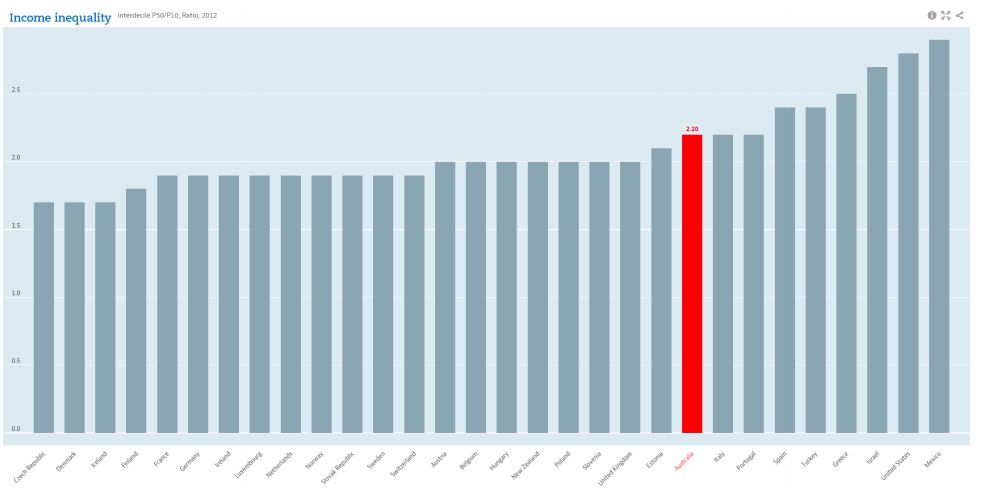 Income inequality Interdecile P50/P10, Ratio, 2012
2.5
2.0
1.5
1.0
0.5
0.0
2.20
Czech Republic
Denmark
Iceland
Finland
France
Germany
Ireland
Luxembourg
Netherlands
Norway
Slovak Republic
Sweden
Switzerland
Austria
Belgium
Hungary
New Zealand
Poland
Slovenia
United Kingdom
Estonia
Australia
Italy
Portugal
Spain
Turkey
Greece
Israel
United States
Mexico